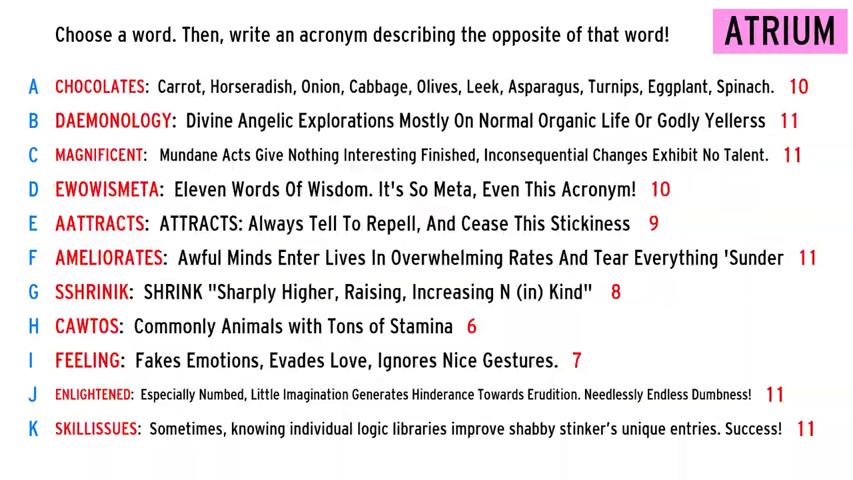 Choose a word. Then, write an acronym describing the opposite of that word!
ATRIUM
A CHOCOLATES: Carrot, Horseradish, Onion, Cabbage, Olives, Leek, Asparagus, Turnips, Eggplant, Spinach. 10
B DAEMONOLOGY: Divine Angelic Explorations Mostly On Normal Organic Life Or Godly Yellerss 11
C MAGNIFICENT: Mundane Acts Give Nothing Interesting Finished, Inconsequential Changes Exhibit No Talent. 11
D EWOWISMETA: Eleven Words Of Wisdom. It's So Meta, Even This Acronym! 10
E AATTRACTS: ATTRACTS: Always Tell To Repell, And Cease This Stickiness 9
F AMELIORATES: Awful Minds Enter Lives In Overwhelming Rates And Tear Everything 'Sunder 11
G SSHRINIK: SHRINK "Sharply Higher, Raising, Increasing N (in) Kind" 8
H CAWTOS: Commonly Animals with Tons of Stamina 6
I FEELING: Fakes Emotions, Evades Love, Ignores Nice Gestures. 7
J ENLIGHTENED: Especially Numbed, Little Imagination Generates Hinderance Towards Erudition. Needlessly Endless Dumbness! 11
K SKILLISSUES: Sometimes, knowing individual logic libraries improve shabby stinker's unique entries. Success! 11